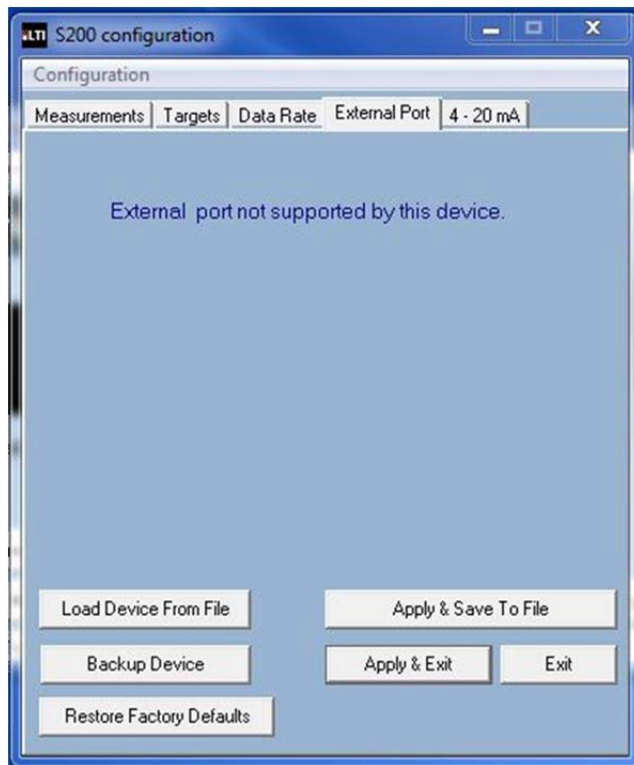 LTI S200 configuration
Configuration
Measurements Targets Data Rate External Port 4 - 20 mA
External port not supported by this device.
Load Device From File Apply & Save To File
Backup Device Apply & Exit Exit
Restore Factory Defaults